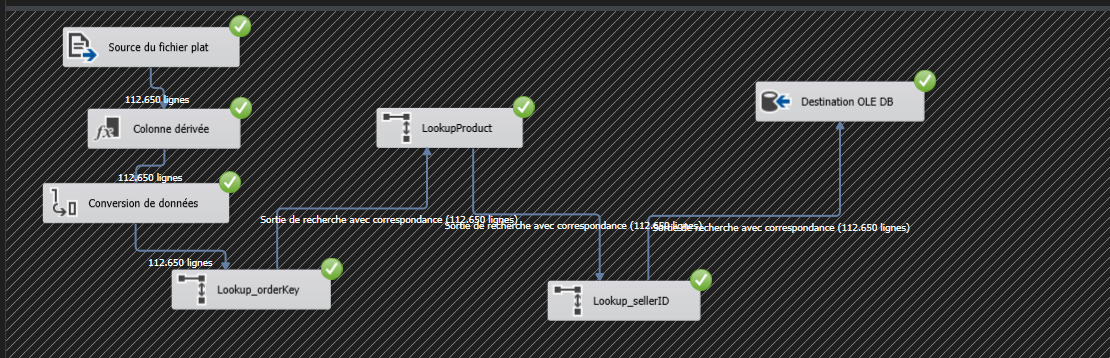 Source du fichier plat
112.650 lignes
Colonne dérivée
112.650 lignes
Conversion de données
112.650 lignes
Lookup_orderKey
Sortie de recherche avec correspondance (112.650 lignes)
LookupProduct
Sortie de recherche avec correspondance (112.650 lignes)
Lookup_sellerID
Sortie de recherche avec correspondance (112.650 lignes)
Destination OLE DB